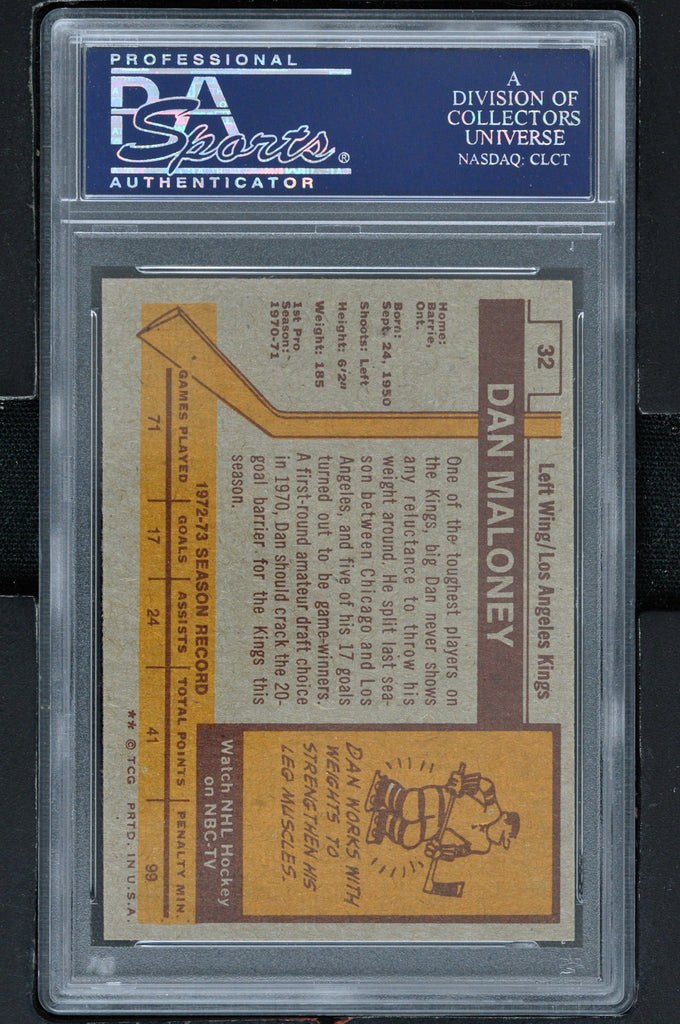 PROFESSIONAL
PSA
Sports®
AUTHENTICATOR
A
DIVISION OF
COLLECTORS
UNIVERSE
NASDAQ: CLCT
32
Left Wing/Los Angeles Kings
DAN MALONEY
Home:
Barrie,
Ont.
Born:
Sept. 24, 1950
Shoots: Left
Height: 6'2"
Weight: 185
1st Pro
Season:
1970-71
One of the toughest players on
the Kings, big Dan never shows
any reluctance to throw his
weight around. He split last sea-
son between Chicago and Los
Angeles, and five of his 17 goals
turned out to be game-winners.
A first-round amateur draft choice
in 1970, Dan should crack the 20-
goal barrier for the Kings this
season.
1972-73 SEASON RECORD
GAMES PLAYED GOALS ASSISTS TOTAL POINTS PENALTY MIN.
71 17 24 41 99
DAN WORKS WITH
WEIGHTS TO
STRENGTHEN HIS
LEG MUSCLES.
Watch NHL Hockey
on NBC-TV
** © TCG PRTD. IN U.S.A.